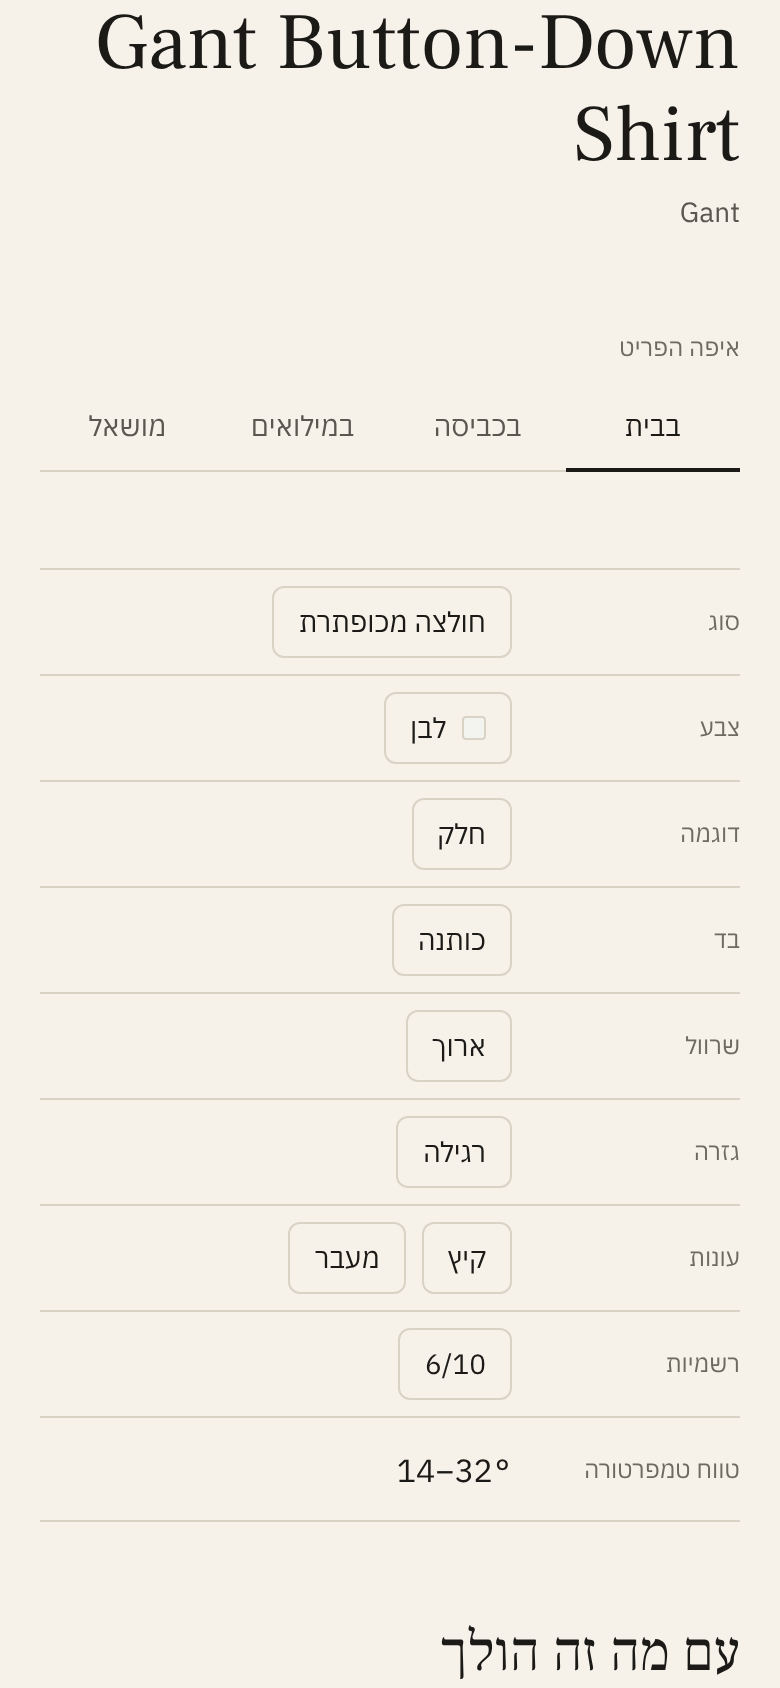 Gant Button-Down
Shirt
Gant
איפה הפריט
בבית
בכביסה
במילואים
מושאל
סוג
חולצה מכופתרת
צבע
לבן
דוגמה
חלק
בד
כותנה
שרוול
ארוך
גזרה
רגילה
עונות
קיץ
מעבר
רשמיות
6/10
טווח טמפרטורה
14–32°
עם מה זה הולך